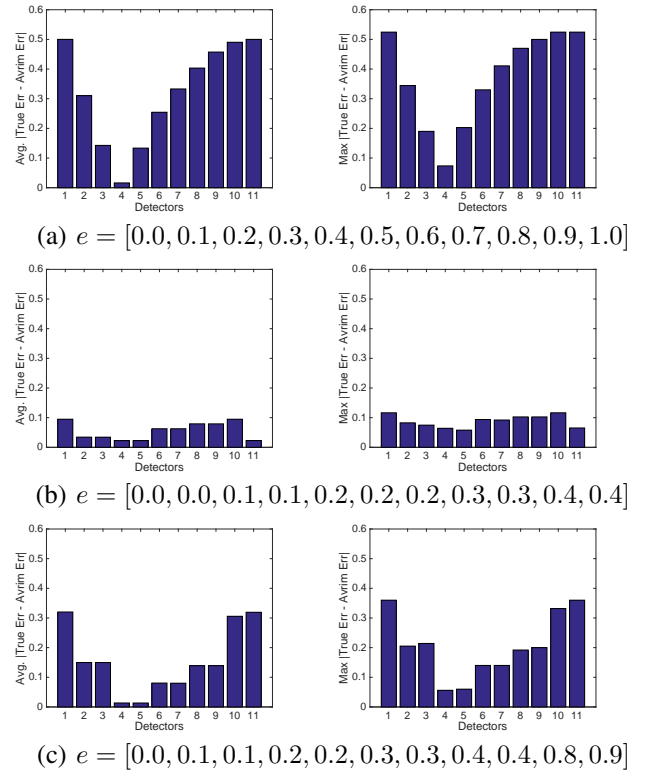 Avg. |True Err - Avrim Err|
0.6
0.5
0.4
0.3
0.2
0.1
0
1 2 3 4 5 6 7 8 9 10 11
Detectors
Max |True Err - Avrim Err|
0.6
0.5
0.4
0.3
0.2
0.1
0
1 2 3 4 5 6 7 8 9 10 11
Detectors
(a) e = [0.0, 0.1, 0.2, 0.3, 0.4, 0.5, 0.6, 0.7, 0.8, 0.9, 1.0]
Avg. |True Err - Avrim Err|
0.6
0.5
0.4
0.3
0.2
0.1
0
1 2 3 4 5 6 7 8 9 10 11
Detectors
Max |True Err - Avrim Err|
0.6
0.5
0.4
0.3
0.2
0.1
0
1 2 3 4 5 6 7 8 9 10 11
Detectors
(b) e = [0.0, 0.0, 0.1, 0.1, 0.2, 0.2, 0.2, 0.3, 0.3, 0.4, 0.4]
Avg. |True Err - Avrim Err|
0.6
0.5
0.4
0.3
0.2
0.1
0
1 2 3 4 5 6 7 8 9 10 11
Detectors
Max |True Err - Avrim Err|
0.6
0.5
0.4
0.3
0.2
0.1
0
1 2 3 4 5 6 7 8 9 10 11
Detectors
(c) e = [0.0, 0.1, 0.1, 0.2, 0.2, 0.3, 0.3, 0.4, 0.4, 0.8, 0.9]